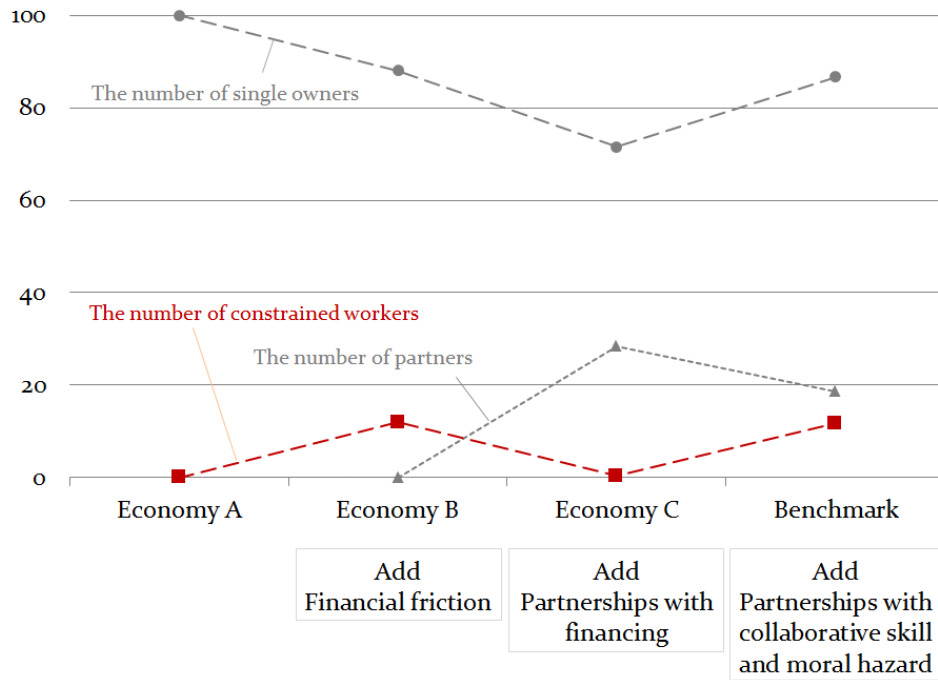 100
The number of single owners
80
60
40
The number of constrained workers
The number of partners
20
0
Economy A
Economy B
Economy C
Benchmark
Add
Financial friction
Add
Partnerships with
financing
Add
Partnerships with
collaborative skill
and moral hazard